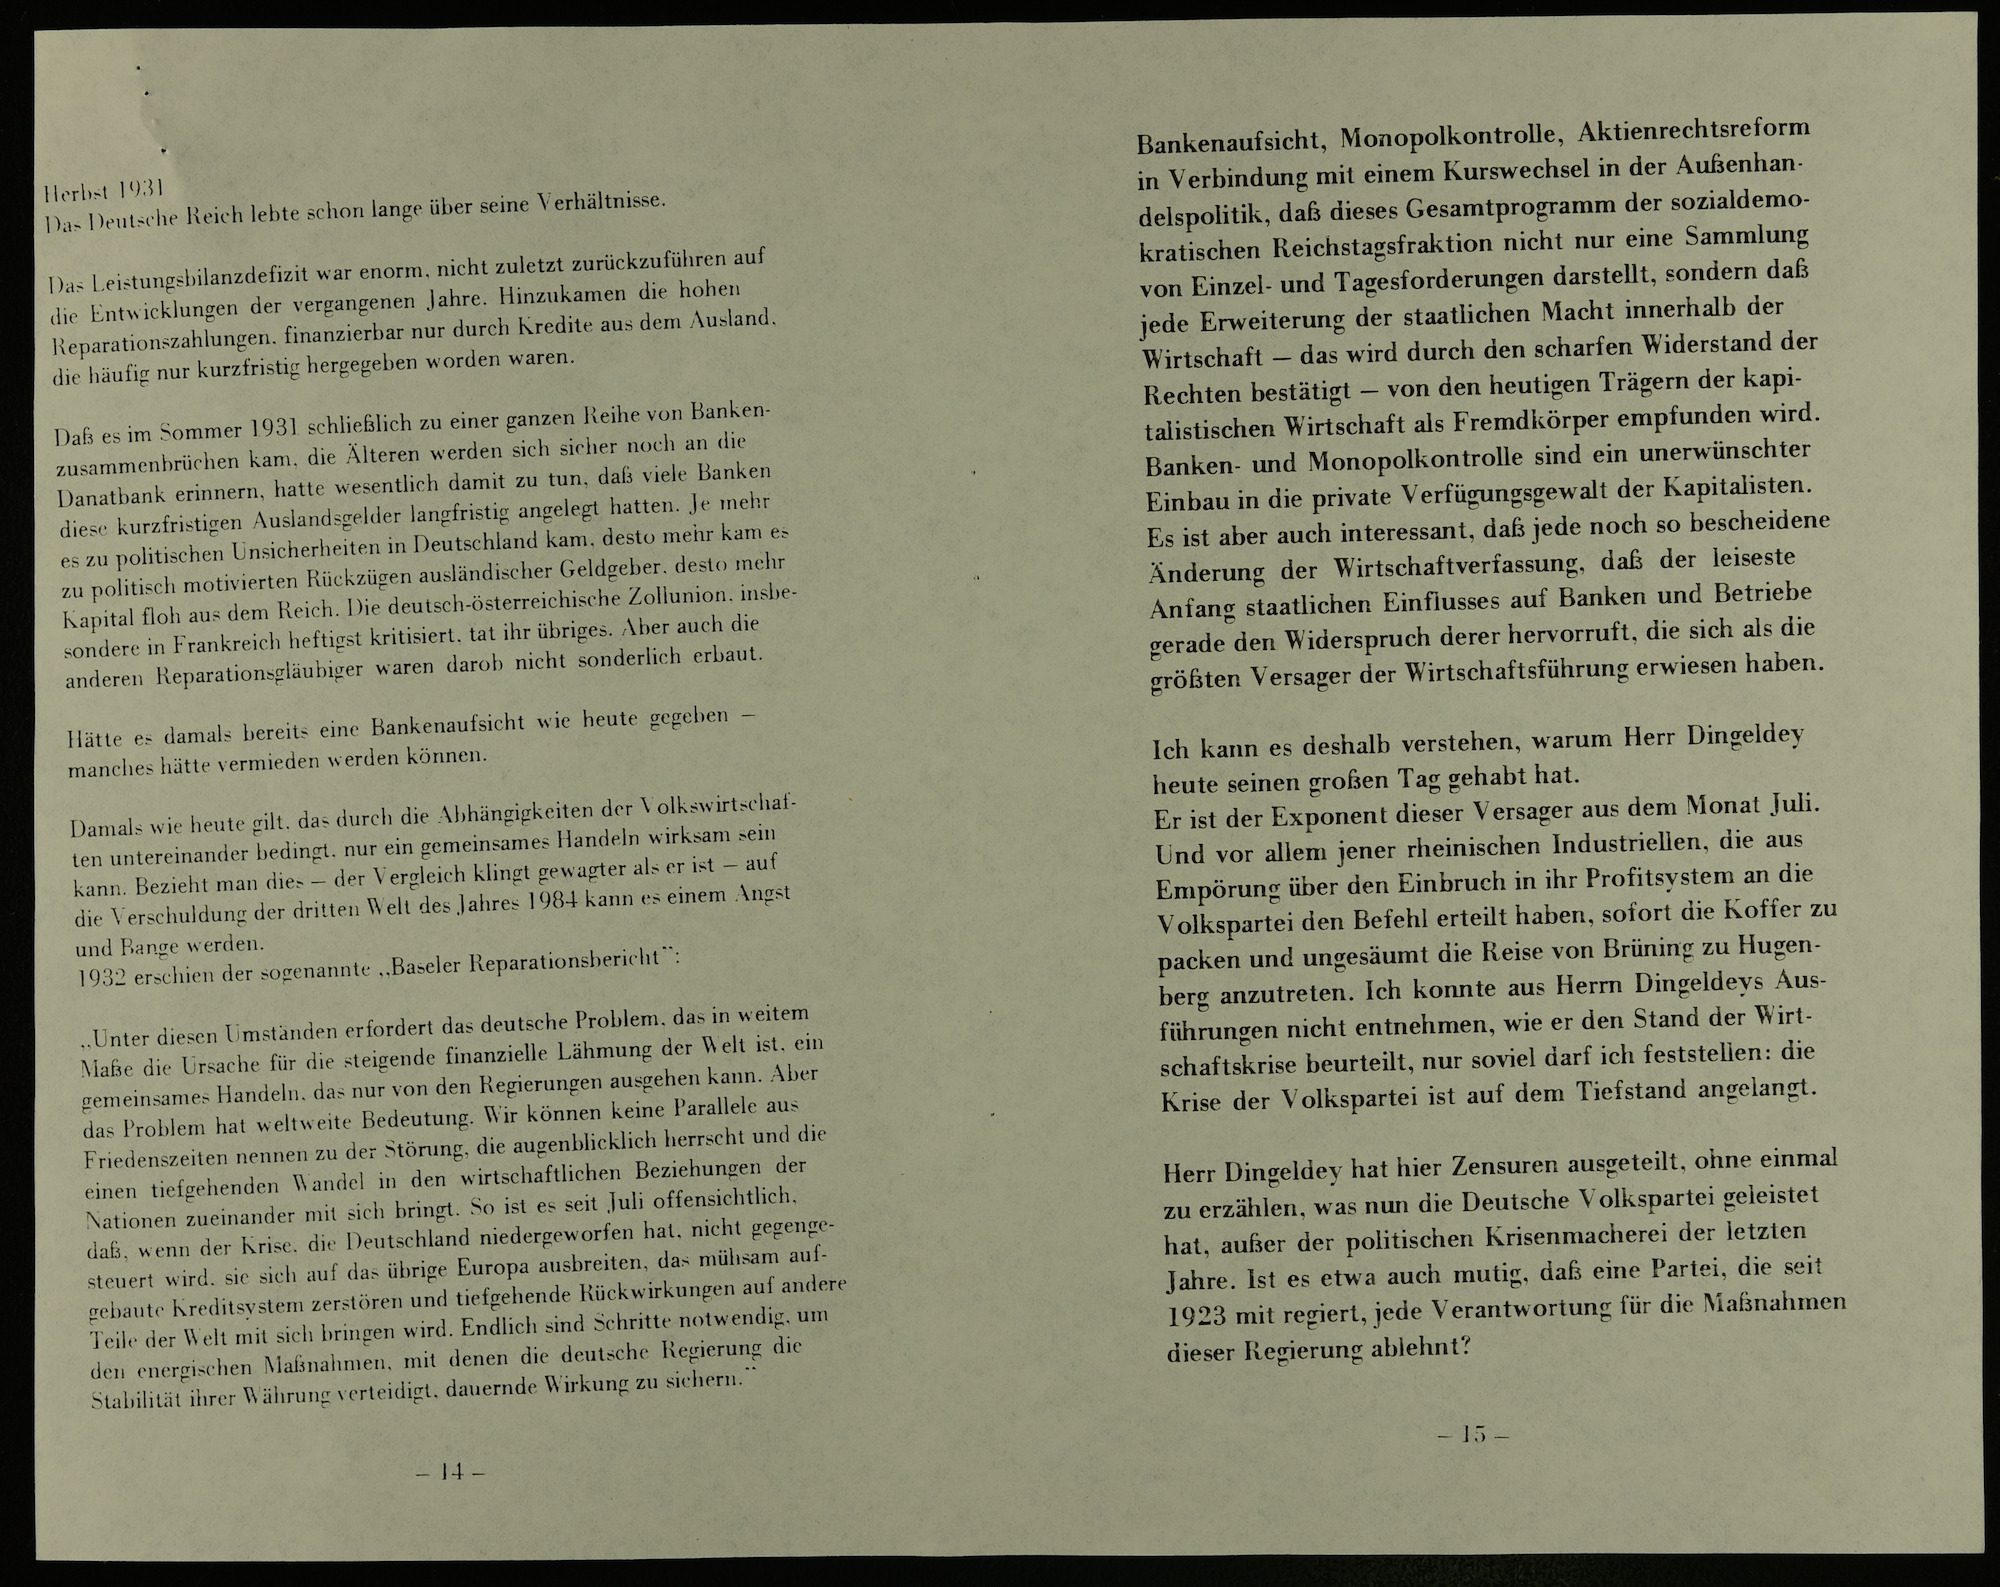 Herbst 1931
Das Deutsche Reich lebte schon lange über seine Verhältnisse.
Das Leistungsbilanzdefizit war enorm, nicht zuletzt zurückzuführen auf
die Entwicklungen der vergangenen Jahre. Hinzukamen die hohen
Reparationszahlungen, finanzierbar nur durch Kredite aus dem Ausland,
die häufig nur kurzfristig hergegeben worden waren.
Daß es im Sommer 1931 schließlich zu einer ganzen Reihe von Banken-
zusammenbrüchen kam, die Älteren werden sich sicher noch an die
Danatbank erinnern, hatte wesentlich damit zu tun, daß viele Banken
diese kurzfristigen Auslandsgelder langfristig angelegt hatten. Je mehr
es zu politischen Unsicherheiten in Deutschland kam, desto mehr kam es
zu politisch motivierten Rückzügen ausländischer Geldgeber, desto mehr
Kapital floh aus dem Reich. Die deutsch-österreichische Zollunion, insbe-
sondere in Frankreich heftigst kritisiert, tat ihr übriges. Aber auch die
anderen Reparationsgläubiger waren darob nicht sonderlich erbaut.
Hätte es damals bereits eine Bankenaufsicht wie heute gegeben –
manches hätte vermieden werden können.
Damals wie heute gilt, das durch die Abhängigkeiten der Volkswirtschaf-
ten untereinander bedingt, nur ein gemeinsames Handeln wirksam sein
kann. Bezieht man dies – der Vergleich klingt gewagter als er ist – auf
die Verschuldung der dritten Welt des Jahres 1984 kann es einem Angst
und Bange werden.
1932 erschien der sogenannte „Baseler Reparationsbericht“:
„Unter diesen Umständen erfordert das deutsche Problem, das in weitem
Maße die Ursache für die steigende finanzielle Lähmung der Welt ist, ein
gemeinsames Handeln, das nur von den Regierungen ausgehen kann. Aber
das Problem hat weltweite Bedeutung. Wir können keine Parallele aus
Friedenszeiten nennen zu der Störung, die augenblicklich herrscht und die
einen tiefgehenden Wandel in den wirtschaftlichen Beziehungen der
Nationen zueinander mit sich bringt. So ist es seit Juli offensichtlich,
daß, wenn der Krise, die Deutschland niedergeworfen hat, nicht gegenge-
steuert wird, sie sich auf das übrige Europa ausbreiten, das mühsam auf-
gebaute Kreditsystem zerstören und tiefgehende Rückwirkungen auf andere
Teile der Welt mit sich bringen wird. Endlich sind Schritte notwendig, um
den energischen Maßnahmen, mit denen die deutsche Regierung die
Stabilität ihrer Währung verteidigt, dauernde Wirkung zu sichern.“
– 14 –
Bankenaufsicht, Monopolkontrolle, Aktienrechtsreform
in Verbindung mit einem Kurswechsel in der Außenhan-
delspolitik, daß dieses Gesamtprogramm der sozialdemo-
kratischen Reichstagsfraktion nicht nur eine Sammlung
von Einzel- und Tagesforderungen darstellt, sondern daß
jede Erweiterung der staatlichen Macht innerhalb der
Wirtschaft – das wird durch den scharfen Widerstand der
Rechten bestätigt – von den heutigen Trägern der kapi-
talistischen Wirtschaft als Fremdkörper empfunden wird.
Banken- und Monopolkontrolle sind ein unerwünschter
Einbau in die private Verfügungsgewalt der Kapitalisten.
Es ist aber auch interessant, daß jede noch so bescheidene
Änderung der Wirtschaftverfassung, daß der leiseste
Anfang staatlichen Einflusses auf Banken und Betriebe
gerade den Widerspruch derer hervorruft, die sich als die
größten Versager der Wirtschaftsführung erwiesen haben.
Ich kann es deshalb verstehen, warum Herr Dingeldey
heute seinen großen Tag gehabt hat.
Er ist der Exponent dieser Versager aus dem Monat Juli.
Und vor allem jener rheinischen Industriellen, die aus
Empörung über den Einbruch in ihr Profitsystem an die
Volkspartei den Befehl erteilt haben, sofort die Koffer zu
packen und ungesäumt die Reise von Brüning zu Hugen-
berg anzutreten. Ich konnte aus Herrn Dingeldeys Aus-
führungen nicht entnehmen, wie er den Stand der Wirt-
schaftskrise beurteilt, nur soviel darf ich feststellen: die
Krise der Volkspartei ist auf dem Tiefstand angelangt.
Herr Dingeldey hat hier Zensuren ausgeteilt, ohne einmal
zu erzählen, was nun die Deutsche Volkspartei geleistet
hat, außer der politischen Krisenmacherei der letzten
Jahre. Ist es etwa auch mutig, daß eine Partei, die seit
1923 mit regiert, jede Verantwortung für die Maßnahmen
dieser Regierung ablehnt?
– 15 –